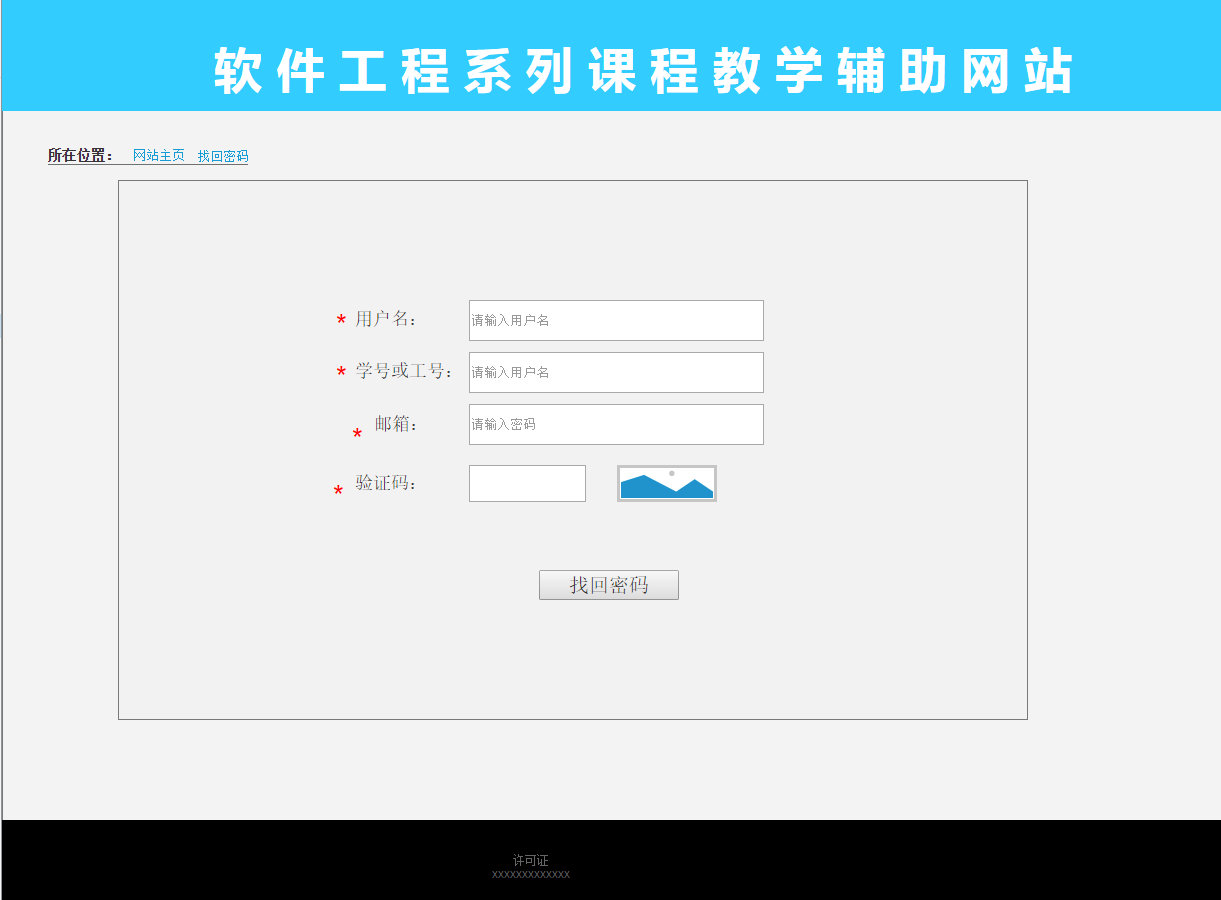 软件工程系列课程教学辅助网站
所在位置： 网站主页 找回密码
* 用户名： 请输入用户名
* 学号或工号： 请输入用户名
* 邮箱： 请输入密码
* 验证码：
找回密码
许可证
XXXXXXXXXXXXX